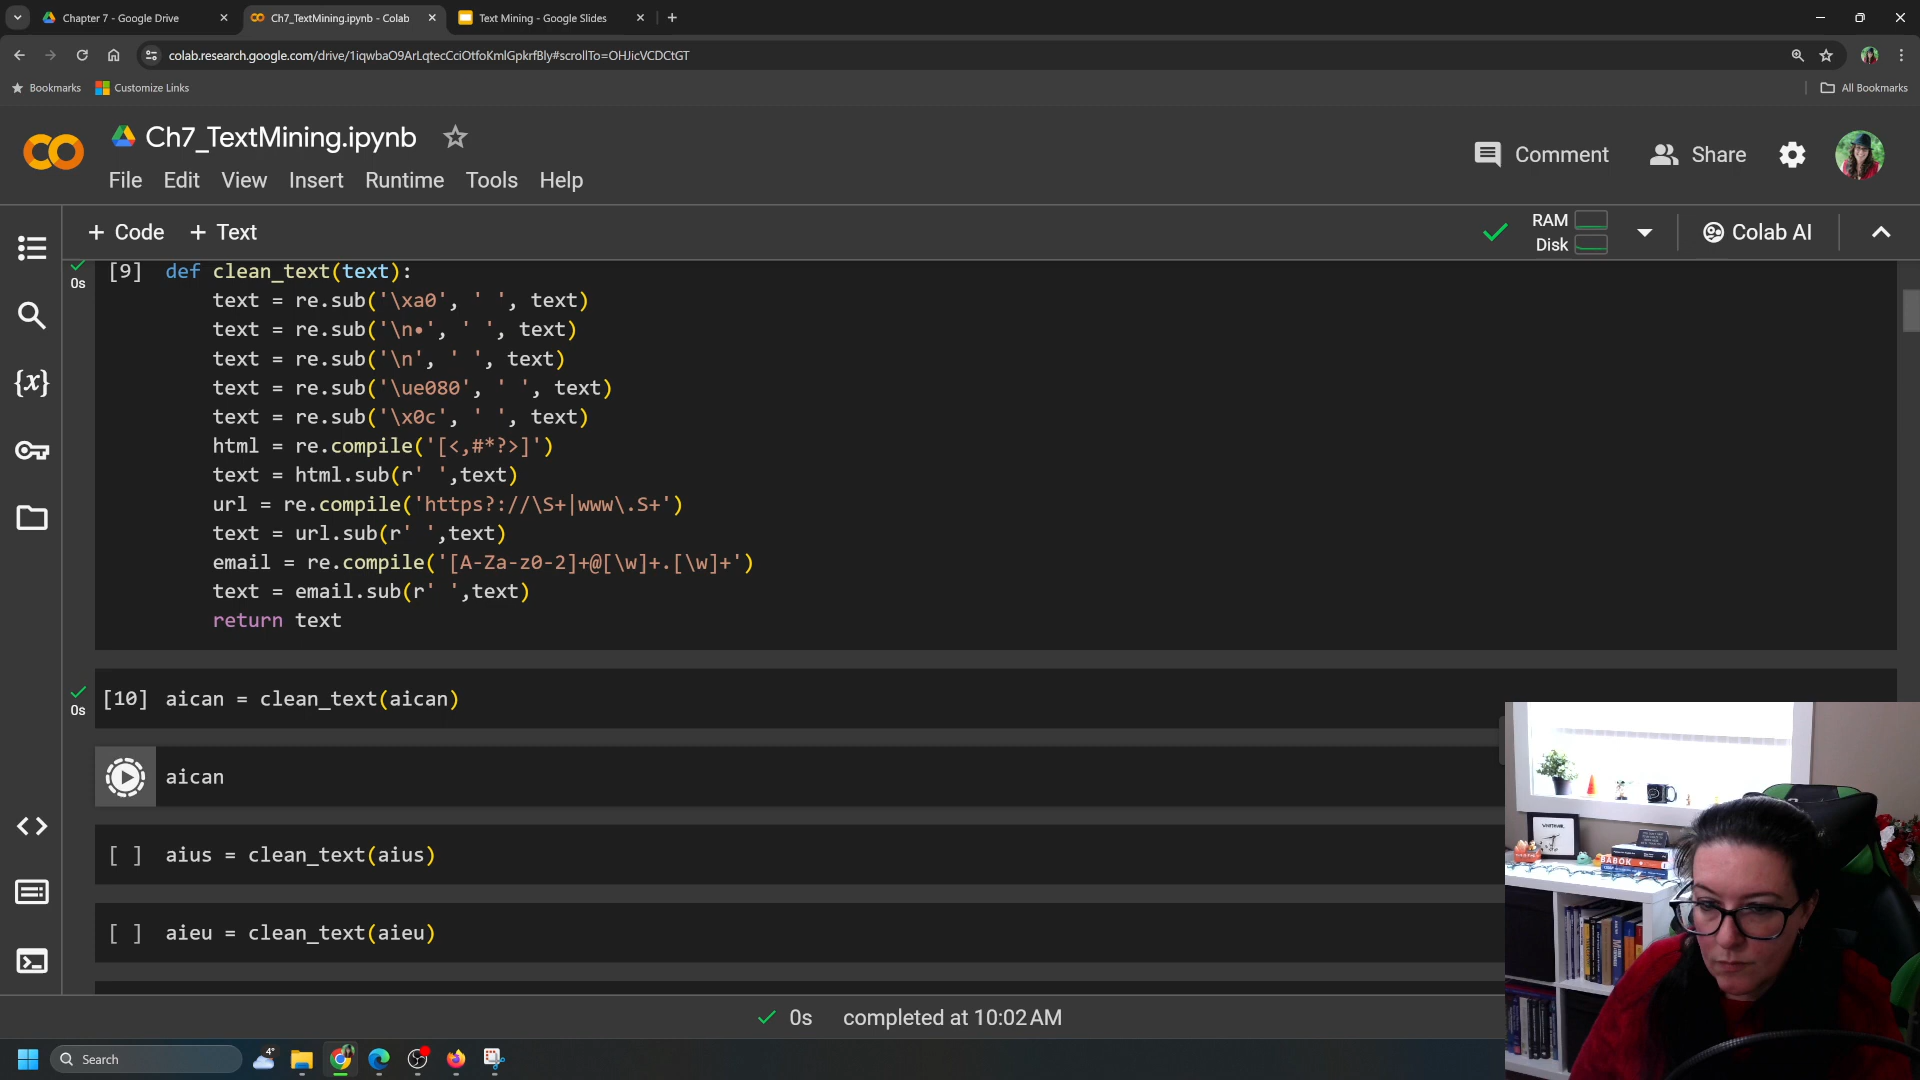 Chapter 7 - Google Drive
Ch7_TextMining.ipynb - Colab
Text Mining - Google Slides
colab.research.google.com/drive/1iqwbaO9ArLqtecCciOtfoKmlGpkrfBly#scrollTo=OHJicVCDCtGT
Bookmarks
Customize Links
All Bookmarks
CO
Ch7_TextMining.ipynb
Comment
Share
File Edit View Insert Runtime Tools Help
+ Code + Text
RAM
Disk
Colab AI
{x}
0s
[9] def clean_text(text):
text = re.sub('\xa0', ' ', text)
text = re.sub('\n•', ' ', text)
text = re.sub('\n', ' ', text)
text = re.sub('\ue080', ' ', text)
text = re.sub('\x0c', ' ', text)
html = re.compile('[<,#*?>]')
text = html.sub(r' ',text)
url = re.compile('https?://\S+|www\.S+')
text = url.sub(r' ',text)
email = re.compile('[A-Za-z0-2]+@[\w]+.[\w]+')
text = email.sub(r' ',text)
return text
0s
[10] aican = clean_text(aican)
aican
[ ] aius = clean_text(aius)
[ ] aieu = clean_text(aieu)
0s completed at 10:02 AM
Search
4°
BABOK